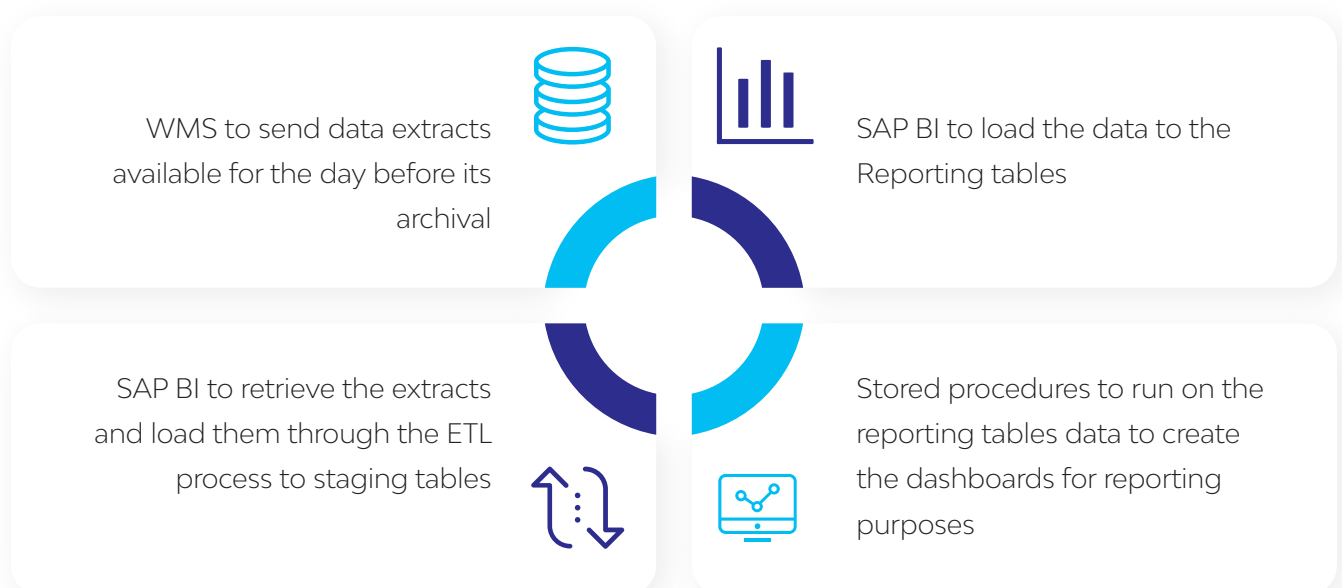 WMS to send data extracts
available for the day before its
archival
SAP BI to load the data to the
Reporting tables
SAP BI to retrieve the extracts
and load them through the ETL
process to staging tables
Stored procedures to run on the
reporting tables data to create
the dashboards for reporting
purposes